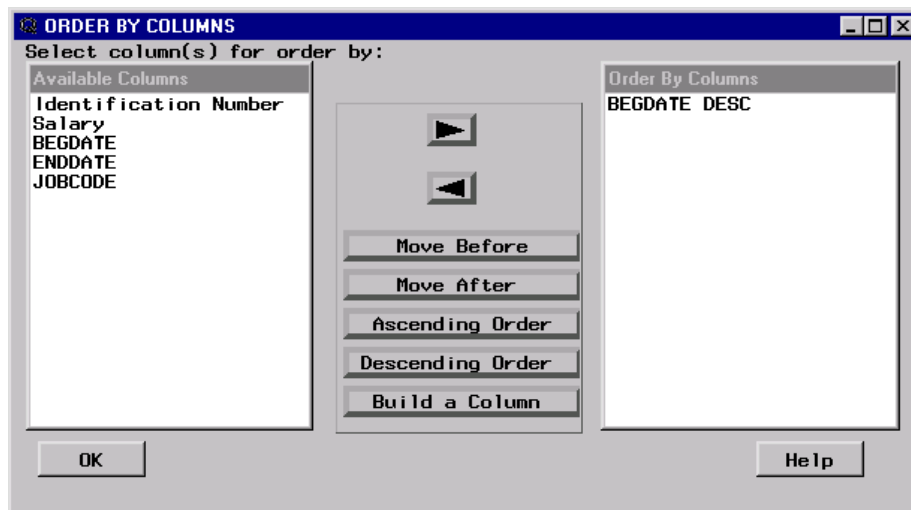 ORDER BY COLUMNS
Select column(s) for order by:
Available Columns
Identification Number
Salary
BEGDATE
ENDDATE
JOBCODE
Move Before
Move After
Ascending Order
Descending Order
Build a Column
Order By Columns
BEGDATE DESC
OK
Help